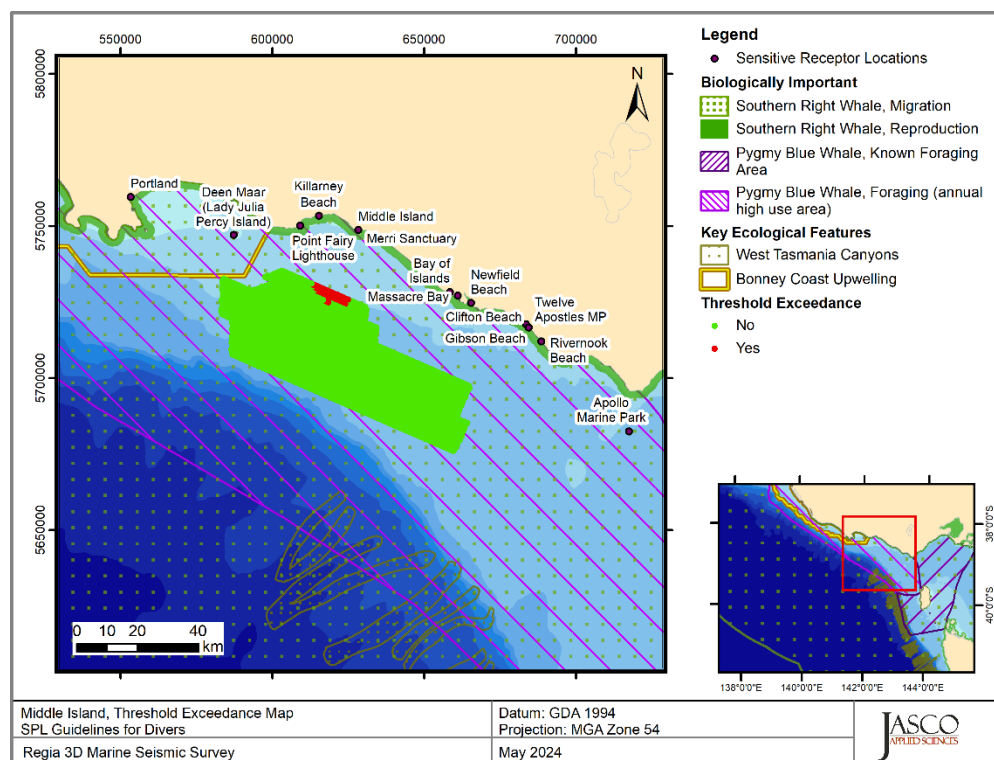 550000 600000 650000 700000
5800000
5750000
5700000
5650000
N
Portland
Deen Maar
(Lady Julia
Percy Island)
Killarney
Beach
Point Fairy
Lighthouse
Middle Island
Merri Sanctuary
Bay of
Islands
Massacre Bay
Newfield
Beach
Clifton Beach
Gibson Beach
Twelve
Apostles MP
Rivernook
Beach
Apollo
Marine Park
0 10 20 40
km
Legend
Sensitive Receptor Locations
Biologically Important
Southern Right Whale, Migration
Southern Right Whale, Reproduction
Pygmy Blue Whale, Known Foraging
Area
Pygmy Blue Whale, Foraging (annual
high use area)
Key Ecological Features
West Tasmania Canyons
Bonney Coast Upwelling
Threshold Exceedance
No
Yes
38°0'0"S
40°0'0"S
138°0'0"E 140°0'0"E 142°0'0"E 144°0'0"E
Middle Island, Threshold Exceedance Map
SPL Guidelines for Divers
Regia 3D Marine Seismic Survey
Datum: GDA 1994
Projection: MGA Zone 54
May 2024
JASCO
APPLIED SCIENCES